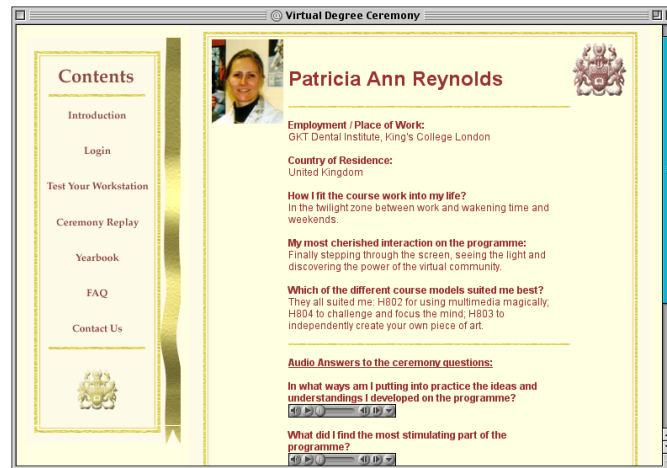 @ Virtual Degree Ceremony
Contents
Introduction
Login
Test Your Workstation
Ceremony Replay
Yearbook
FAQ
Contact Us
Patricia Ann Reynolds
Employment / Place of Work:
GKT Dental Institute, King's College London
Country of Residence:
United Kingdom
How I fit the course work into my life?
In the twilight zone between work and wakening time and
weekends.
My most cherished interaction on the programme:
Finally stepping through the screen, seeing the light and
discovering the power of the virtual community.
Which of the different course models suited me best?
They all suited me: H802 for using multimedia magically;
H804 to challenge and focus the mind; H803 to
independently create your own piece of art.
Audio Answers to the ceremony questions:
In what ways am I putting into practice the ideas and
understandings I developed on the programme?
What did I find the most stimulating part of the
programme?